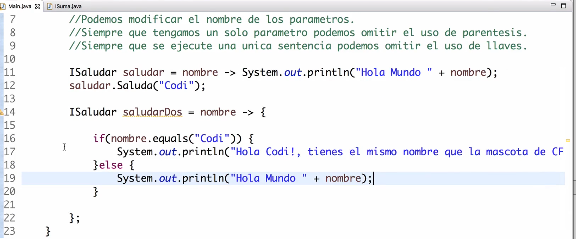 Main.java ISuma.java
7 //Podemos modificar el nombre de los parametros.
8 //Siempre que tengamos un solo parametro podemos omitir el uso de parentesis.
9 //Siempre que se ejecute una unica sentencia podemos omitir el uso de llaves.
10
11 ISaludar saludar = nombre -> System.out.println("Hola Mundo " + nombre);
12 saludar.Saluda("Codi");
13
14 ISaludar saludarDos = nombre -> {
15
16 if(nombre.equals("Codi")) {
17 System.out.println("Hola Codi!, tienes el mismo nombre que la mascota de CF
18 }else {
19 System.out.println("Hola Mundo " + nombre);
20 }
21
22 };
23 }